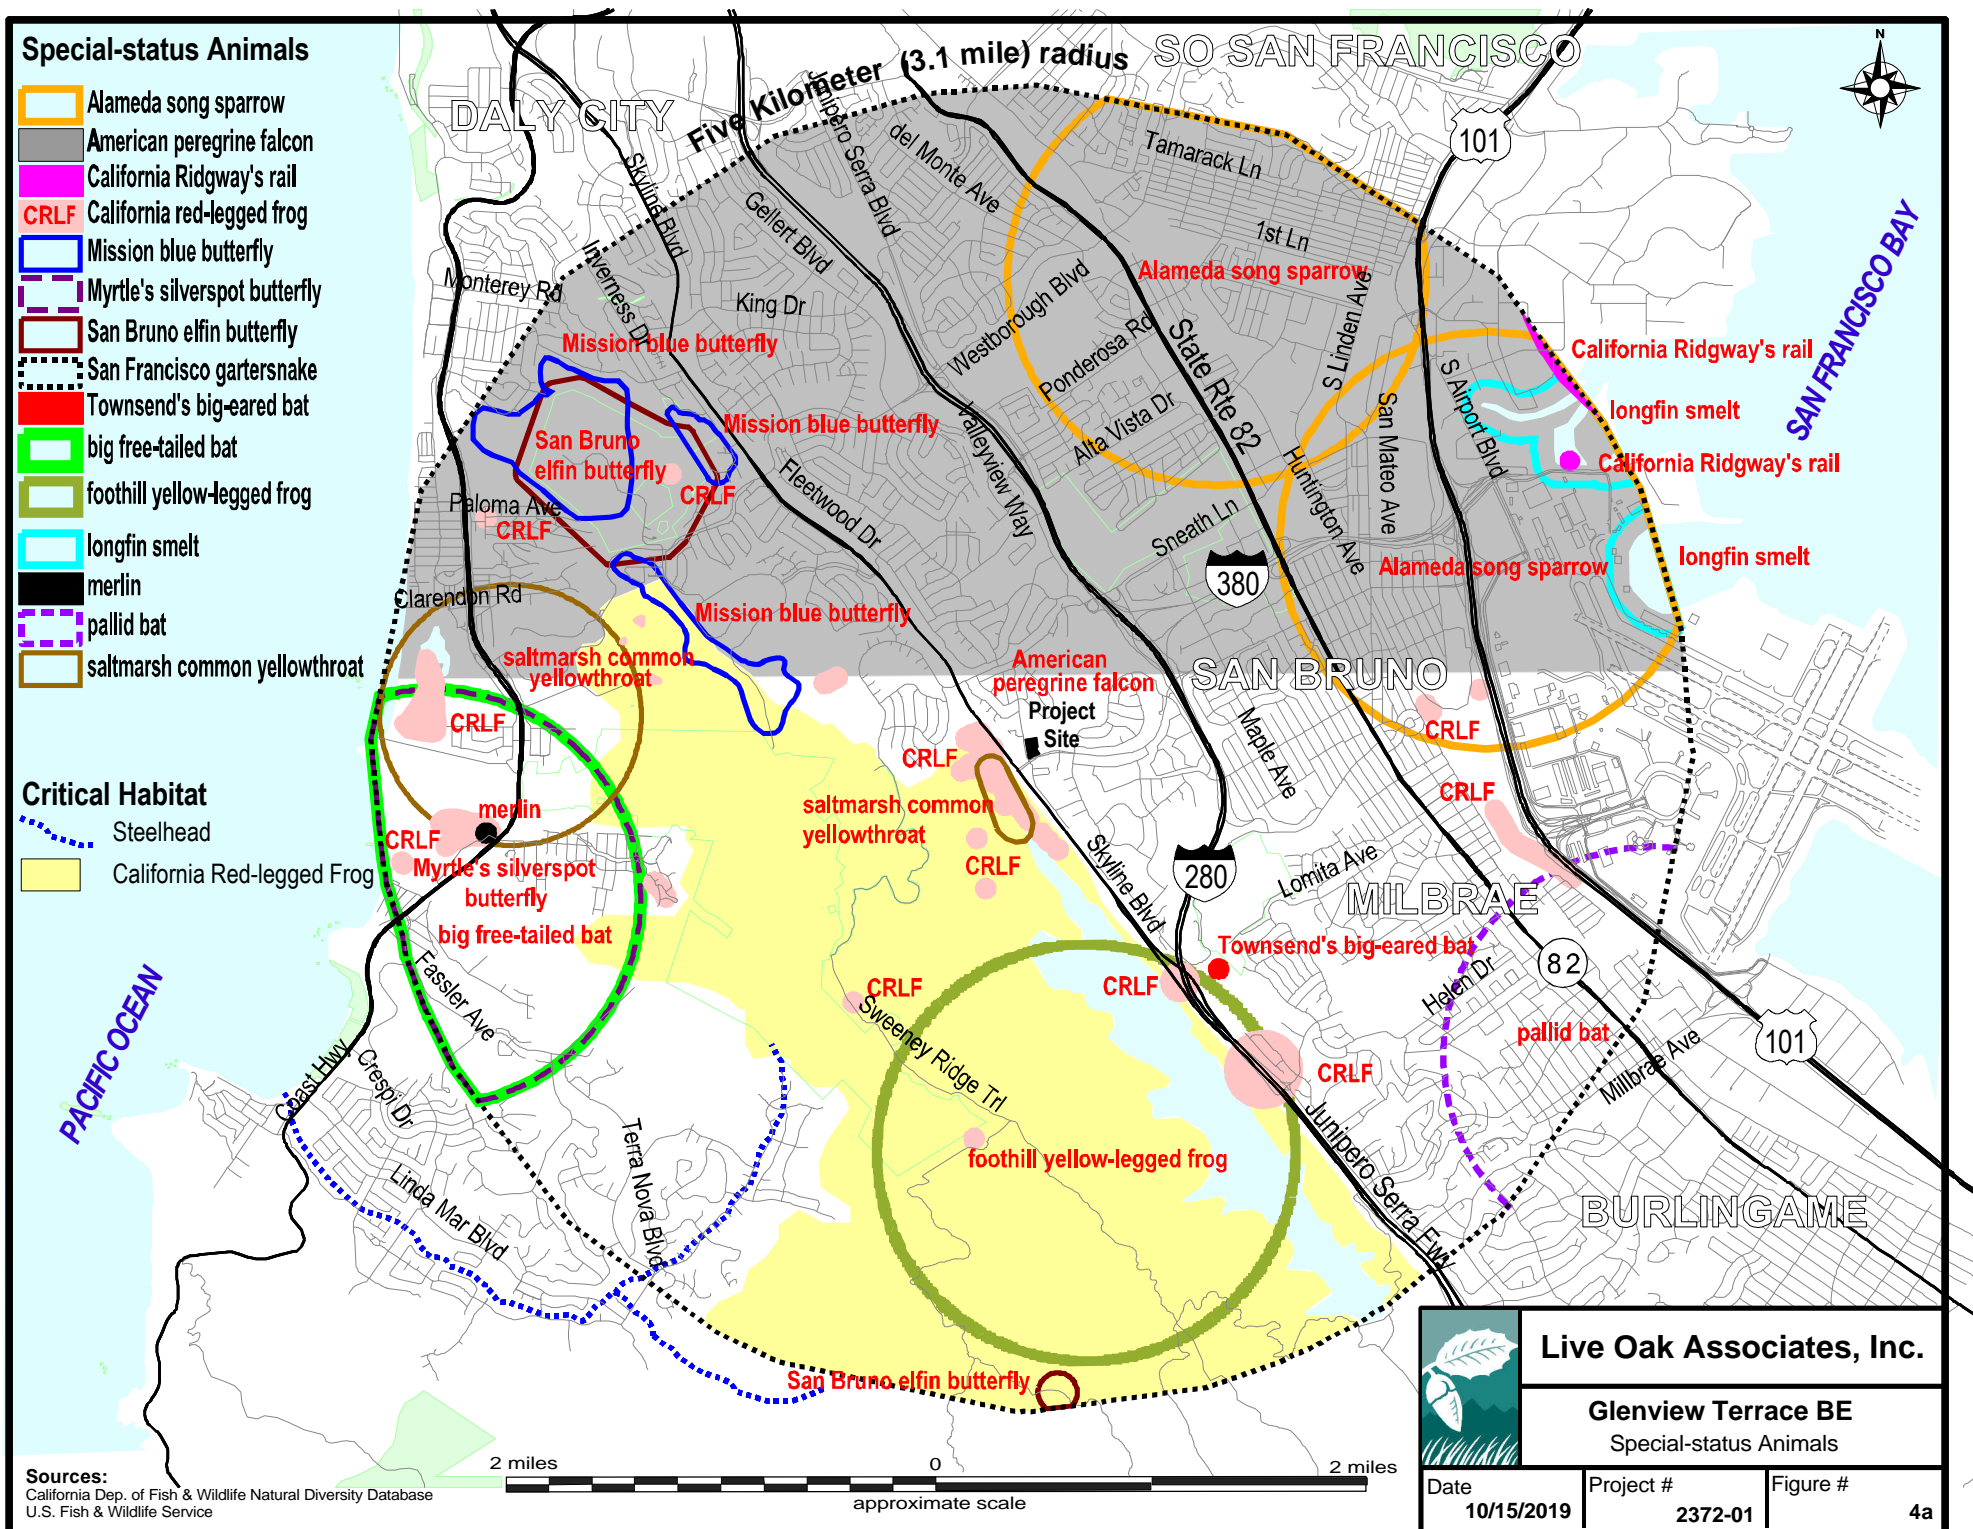 Special-status Animals
Alameda song sparrow
American peregrine falcon
California Ridgway's rail
CRLF California red-legged frog
Mission blue butterfly
Myrtle's silverspot butterfly
San Bruno elfin butterfly
San Francisco gartersnake
Townsend's big-eared bat
big free-tailed bat
foothill yellow-legged frog
longfin smelt
merlin
pallid bat
saltmarsh common yellowthroat
Critical Habitat
Steelhead
California Red-legged Frog
Five Kilometer (3.1 mile) radius
SO SAN FRANCISCO
N
DALY CITY
101
Junipero Serra Blvd
del Monte Ave
Tamarack Ln
Skyline Blvd
Gellert Blvd
1st Ln
Inverness Dr
Monterey Rd
King Dr
Westborough Blvd
Alameda song sparrow
S Linden Ave
SAN FRANCISCO BAY
Mission blue butterfly
Ponderosa Rd
State Rte 82
California Ridgway's rail
S Airport Blvd
San Mateo Ave
longfin smelt
Mission blue butterfly
San Bruno
elfin butterfly
Alta Vista Dr
Valleyview Way
Huntington Ave
California Ridgway's rail
CRLF
Paloma Ave
CRLF
Fleetwood Dr
Sneath Ln
380
Alameda song sparrow
longfin smelt
Clarendon Rd
Mission blue butterfly
saltmarsh common
yellowthroat
American
peregrine falcon
Project
Site
SAN BRUNO
CRLF
Maple Ave
CRLF
CRLF
CRLF
merlin
saltmarsh common
yellowthroat
CRLF
Myrtle's silverspot
butterfly
CRLF
Skyline Blvd
280
Lomita Ave
MILBRAE
big free-tailed bat
Townsend's big-eared bat
82
Fassler Ave
CRLF
CRLF
Helen Dr
PACIFIC OCEAN
Sweeney Ridge Trl
pallid bat
101
Coast Hwy
Crespi Dr
CRLF
Millbrae Ave
Terra Nova Blvd
foothill yellow-legged frog
Junipero Serra Fwy
Linda Mar Blvd
BURLINGAME
San Bruno elfin butterfly
Live Oak Associates, Inc.
Glenview Terrace BE
Special-status Animals
Date
10/15/2019
Project #
2372-01
Figure #
4a
2 miles 0 2 miles
approximate scale
Sources:
California Dep. of Fish & Wildlife Natural Diversity Database
U.S. Fish & Wildlife Service